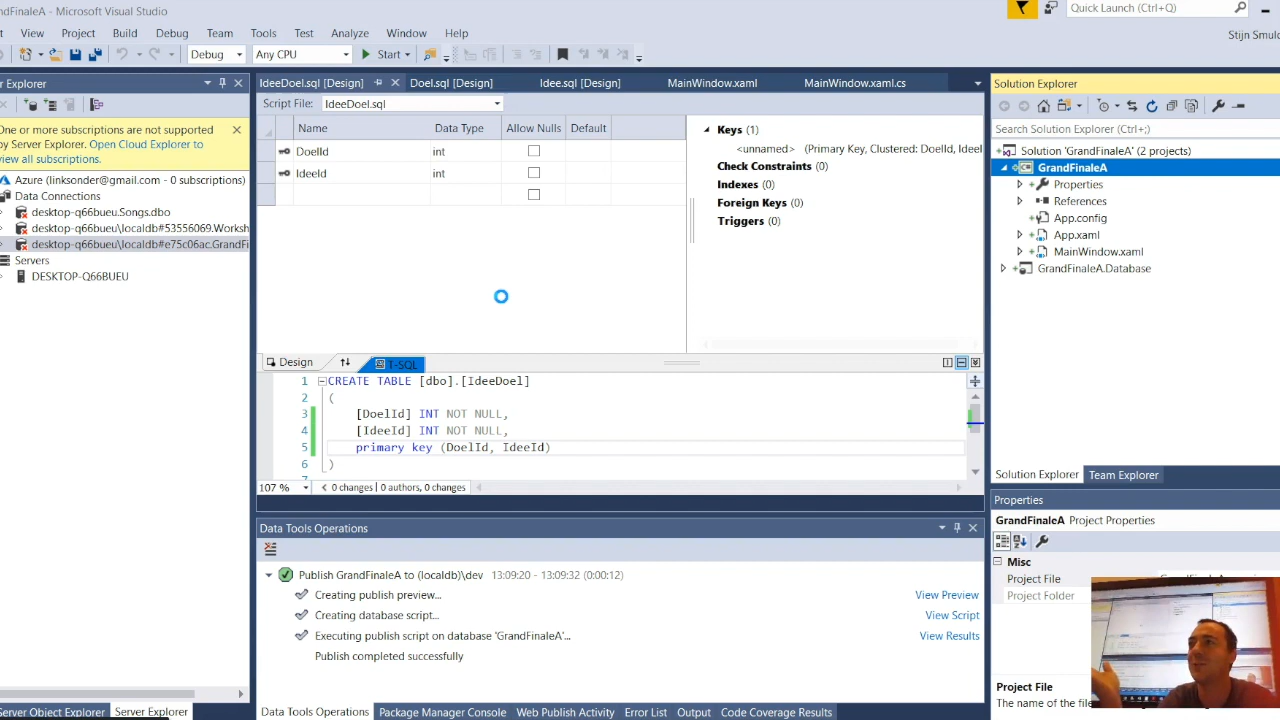 ndFinaleA - Microsoft Visual Studio
Quick Launch (Ctrl+Q)
t View Project Build Debug Team Tools Test Analyze Window Help
Stijn Smuld
Debug Any CPU Start
er Explorer
IdeeDoel.sql [Design] Doel.sql [Design] Idee.sql [Design] MainWindow.xaml MainWindow.xaml.cs
Solution Explorer
Script File: IdeeDoel.sql
Name Data Type Allow Nulls Default
DoelId int
IdeeId int
Keys (1)
<unnamed> (Primary Key, Clustered: DoelId, IdeeI
Check Constraints (0)
Indexes (0)
Foreign Keys (0)
Triggers (0)
One or more subscriptions are not supported
by Server Explorer. Open Cloud Explorer to
view all subscriptions.
Azure (linksonder@gmail.com - 0 subscriptions)
Data Connections
desktop-q66bueu.Songs.dbo
desktop-q66bueu\localdb#53556069.Worksh
desktop-q66bueu\localdb#e75c06ac.GrandFi
Servers
DESKTOP-Q66BUEU
Search Solution Explorer (Ctrl+;)
Solution 'GrandFinaleA' (2 projects)
GrandFinaleA
Properties
References
App.config
App.xaml
MainWindow.xaml
GrandFinaleA.Database
Design T-SQL
1 CREATE TABLE [dbo].[IdeeDoel]
2 (
3 [DoelId] INT NOT NULL,
4 [IdeeId] INT NOT NULL,
5 primary key (DoelId, IdeeId)
6 )
107 % 0 changes | 0 authors, 0 changes
Solution Explorer Team Explorer
Properties
GrandFinaleA Project Properties
Misc
Project File
Project Folder
Project File
The name of the file
Data Tools Operations
Publish GrandFinaleA to (localdb)\dev 13:09:20 - 13:09:32 (0:00:12)
Creating publish preview... View Preview
Creating database script... View Script
Executing publish script on database 'GrandFinaleA'... View Results
Publish completed successfully
Server Object Explorer Server Explorer
Data Tools Operations Package Manager Console Web Publish Activity Error List Output Code Coverage Results